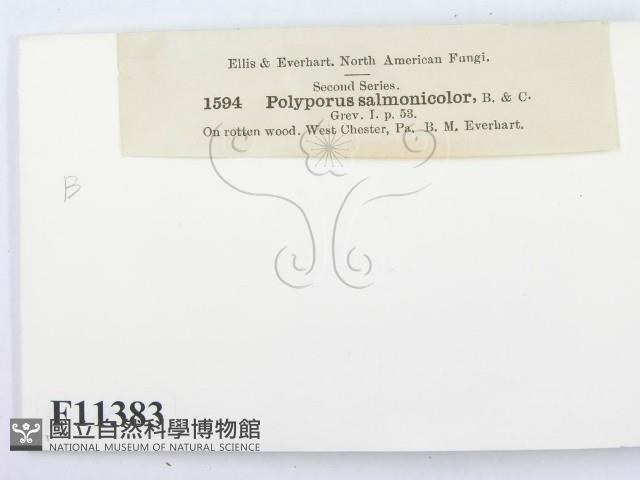 Ellis & Everhart. North American Fungi.
Second Series.
1594 Polyporus salmonicolor, B. & C.
Grev. I. p. 53.
On rotten wood. West Chester, Pa. B. M. Everhart.
B
F11383
國立自然科學博物館
NATIONAL MUSEUM OF NATURAL SCIENCE